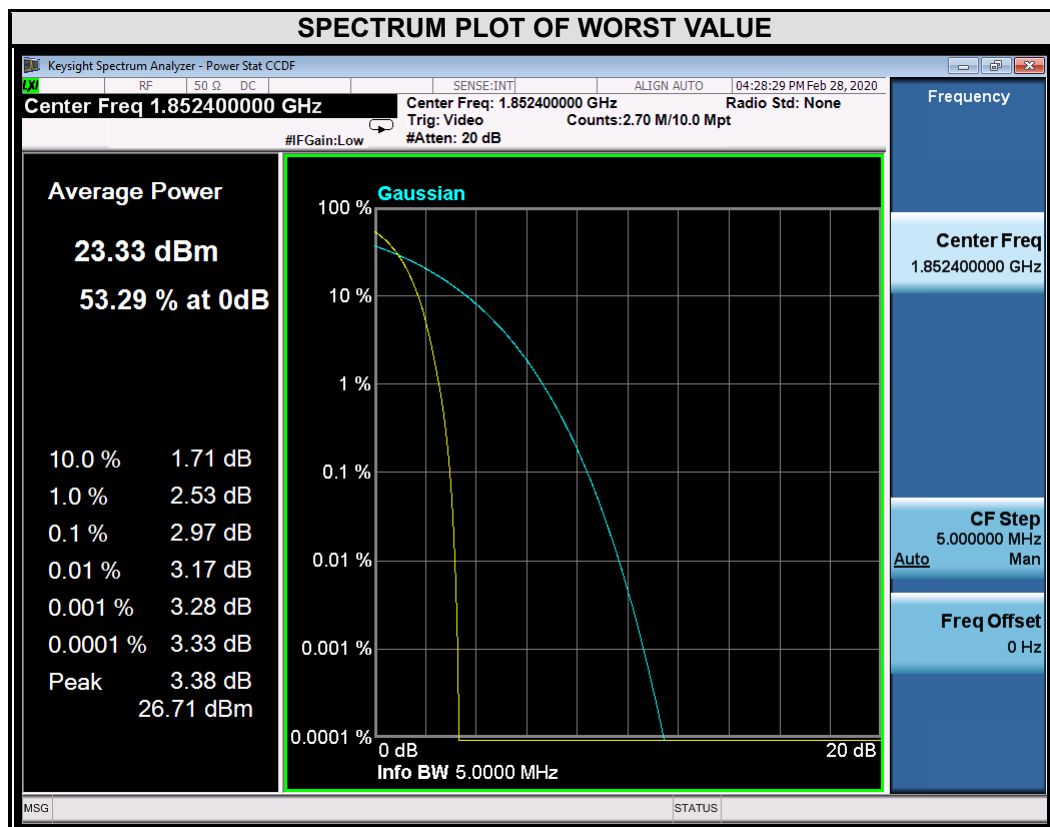 SPECTRUM PLOT OF WORST VALUE
Keysight Spectrum Analyzer - Power Stat CCDF
LXI RF 50 Ω DC SENSE:INT ALIGN AUTO 04:28:29 PM Feb 28, 2020
Center Freq 1.852400000 GHz
#IFGain:Low
Center Freq: 1.852400000 GHz Radio Std: None
Trig: Video Counts:2.70 M/10.0 Mpt
#Atten: 20 dB
Average Power
23.33 dBm
53.29 % at 0dB
10.0 % 1.71 dB
1.0 % 2.53 dB
0.1 % 2.97 dB
0.01 % 3.17 dB
0.001 % 3.28 dB
0.0001 % 3.33 dB
Peak 3.38 dB
26.71 dBm
Gaussian
100 %
10 %
1 %
0.1 %
0.01 %
0.001 %
0.0001 %
0 dB 20 dB
Info BW 5.0000 MHz
Frequency
Center Freq
1.852400000 GHz
CF Step
5.000000 MHz
Auto Man
Freq Offset
0 Hz
MSG STATUS